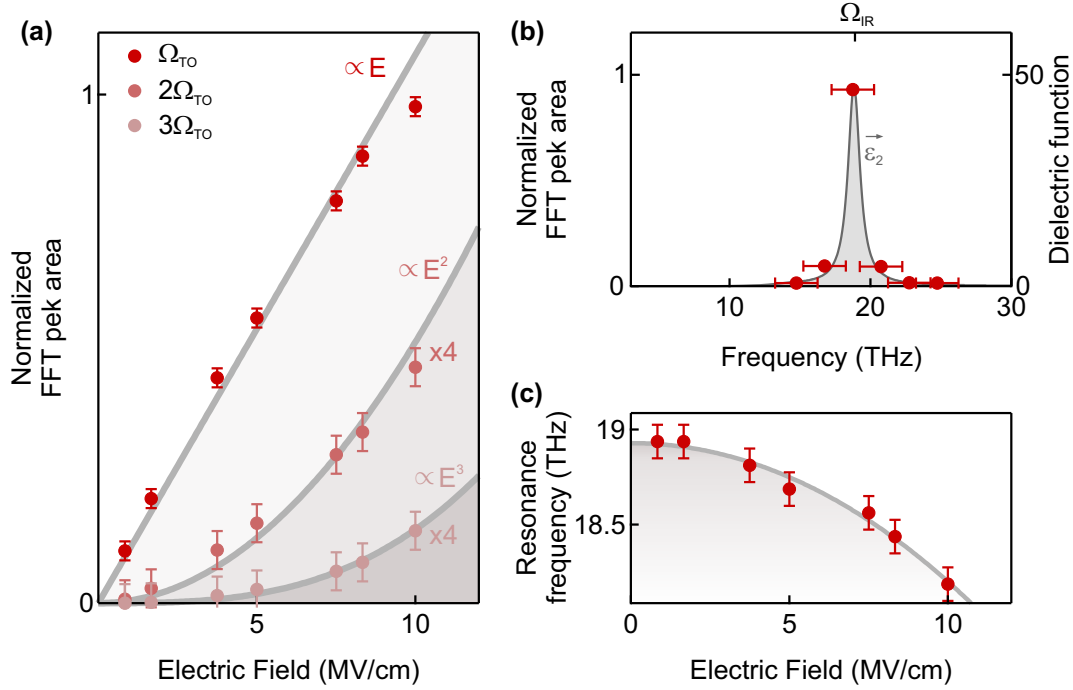 (a)
Ω_TO
2Ω_TO
3Ω_TO
∝E
∝E²
x4
∝E³
x4
1
0
5
10
Normalized
FFT pek area
Electric Field (MV/cm)
(b)
Ω_IR
1
0
50
0
ε₂
10
20
30
Normalized
FFT pek area
Dielectric function
Frequency (THz)
(c)
19
18.5
0
5
10
Resonance
frequency (THz)
Electric Field (MV/cm)